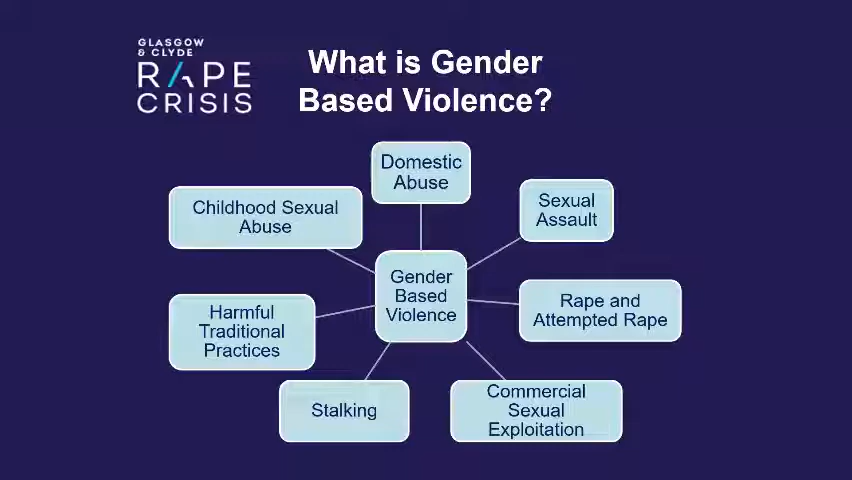 GLASGOW
& CLYDE
RAPE
CRISIS
What is Gender
Based Violence?
Domestic
Abuse
Sexual
Assault
Rape and
Attempted Rape
Commercial
Sexual
Exploitation
Stalking
Harmful
Traditional
Practices
Childhood Sexual
Abuse
Gender
Based
Violence